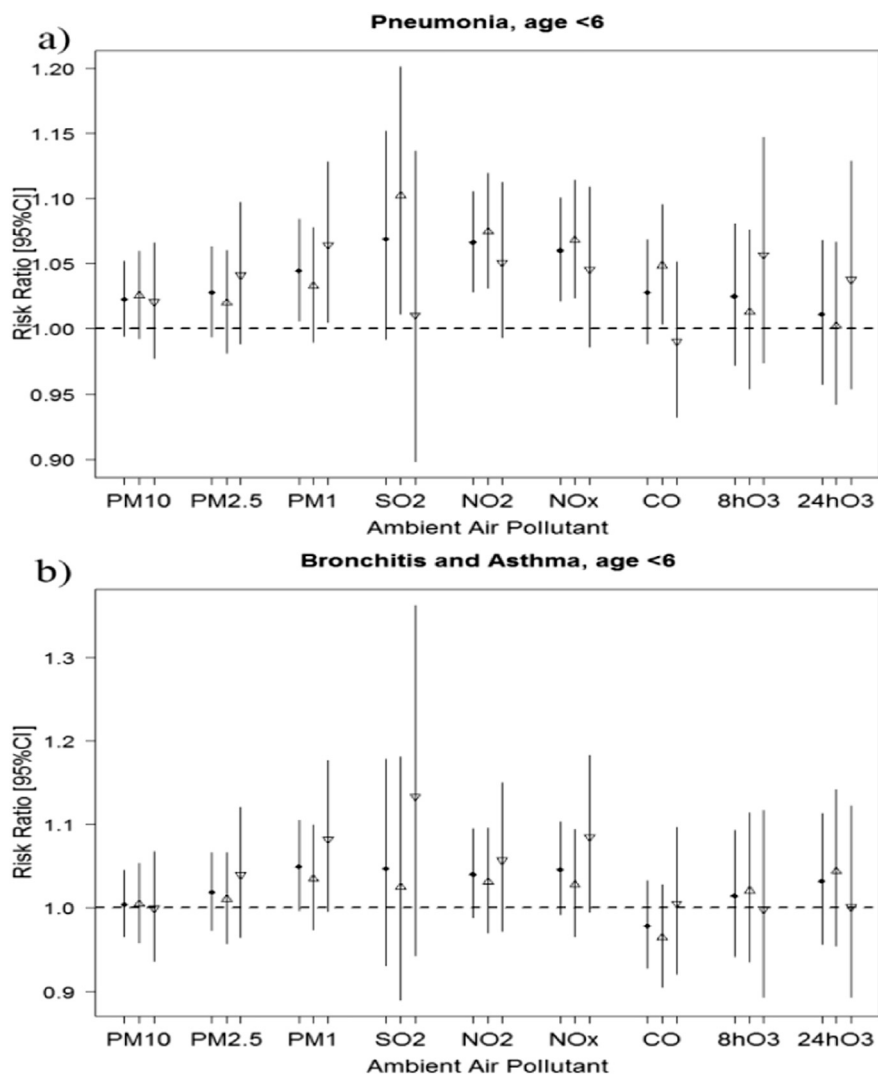 a)
Pneumonia, age <6
Risk Ratio [95%CI]
1.20
1.15
1.10
1.05
1.00
0.95
0.90
PM10 PM2.5 PM1 SO2 NO2 NOx CO 8hO3 24hO3
Ambient Air Pollutant
b)
Bronchitis and Asthma, age <6
Risk Ratio [95%CI]
1.3
1.2
1.1
1.0
0.9
PM10 PM2.5 PM1 SO2 NO2 NOx CO 8hO3 24hO3
Ambient Air Pollutant